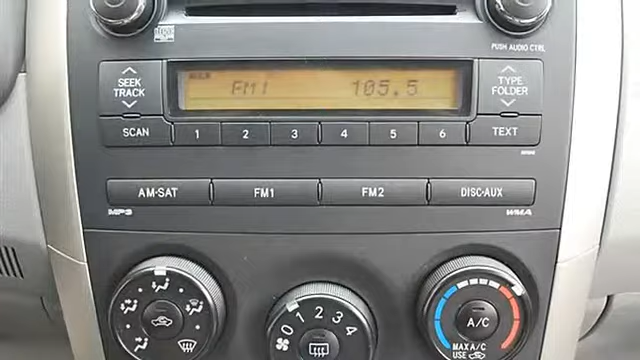 PUSH AUDIO CTRL
SEEK TRACK
FM1 105.5
TYPE FOLDER
SCAN 1 2 3 4 5 6 TEXT
AM·SAT FM1 FM2 DISC·AUX
MP3 WMA
0 1 2 3 4
A/C
MAX A/C
USE